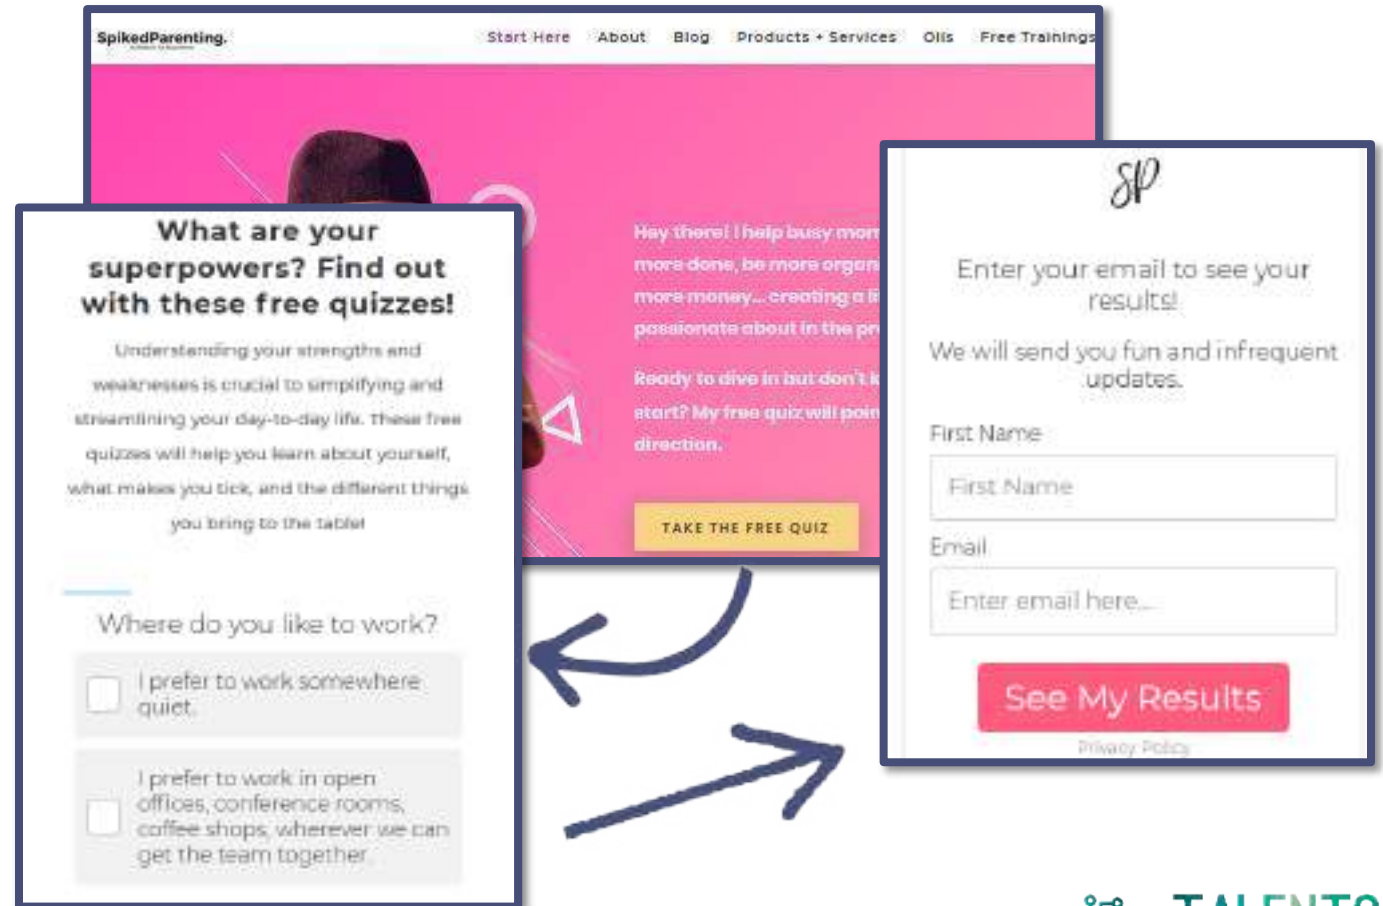 SpikedParenting.
Start Here About Blog Products + Services Oils Free Trainings
Hey there! I help busy mom
more done, be more organ
more money... creating a li
passionate about in the pr
Ready to dive in but don't k
start? My free quiz will poin
direction.
TAKE THE FREE QUIZ
What are your
superpowers? Find out
with these free quizzes!
Understanding your strengths and
weaknesses is crucial to simplifying and
streamlining your day-to-day life. These free
quizzes will help you learn about yourself,
what makes you tick, and the different things
you bring to the table!
Where do you like to work?
I prefer to work somewhere
quiet.
I prefer to work in open
offices, conference rooms,
coffee shops, wherever we can
get the team together.
SP
Enter your email to see your
results!
We will send you fun and infrequent
updates.
First Name
First Name
Email
Enter email here...
See My Results
Privacy Policy
TALENTS